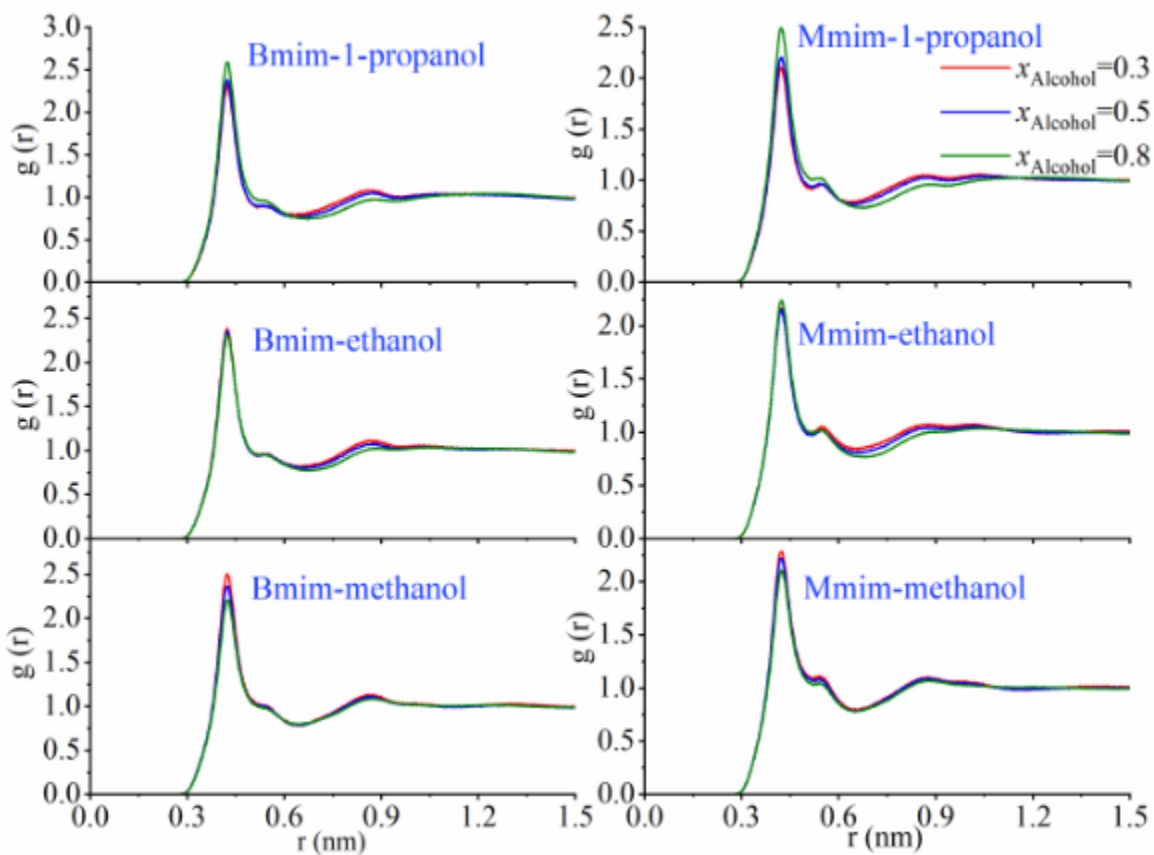 3.0
2.5
2.0
1.5
1.0
0.5
0.0
g (r)
Bmim-1-propanol
2.5
2.0
1.5
1.0
0.5
0.0
g (r)
Mmim-1-propanol
xAlcohol=0.3
xAlcohol=0.5
xAlcohol=0.8
2.5
2.0
1.5
1.0
0.5
0.0
g (r)
Bmim-ethanol
2.0
1.5
1.0
0.5
0.0
g (r)
Mmim-ethanol
2.5
2.0
1.5
1.0
0.5
0.0
g (r)
Bmim-methanol
0.0 0.3 0.6 0.9 1.2 1.5
r (nm)
2.0
1.5
1.0
0.5
0.0
g (r)
Mmim-methanol
0.0 0.3 0.6 0.9 1.2 1.5
r (nm)